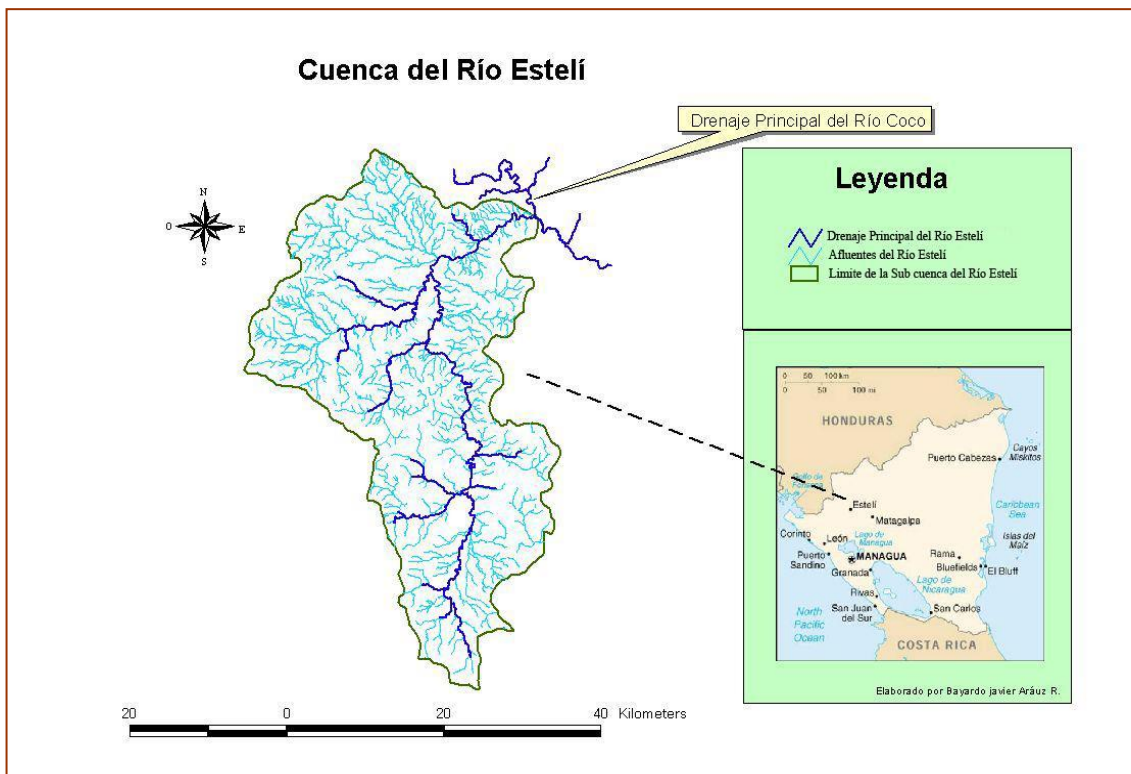 Cuenca del Río Estelí
Drenaje Principal del Río Coco
N
O
E
S
Leyenda
Drenaje Principal del Río Estelí
Afluentes del Río Estelí
Limite de la Sub cuenca del Río Estelí
0 50 100 km
0 50 100 mi
HONDURAS
Puerto Cabezas
Cayos
Miskitos
Estelí
Matagalpa
Caribbean
Sea
Corinto
León
Lago de
Managua
Islas del
Maíz
Puerto
Sandino
MANAGUA
Rama
Bluefields
El Bluff
Granada
Lago de
Nicaragua
Rivas
San Juan
del Sur
San Carlos
North
Pacific
Ocean
COSTA RICA
Elaborado por Bayardo javier Aráuz R.
20 0 20 40 Kilometers